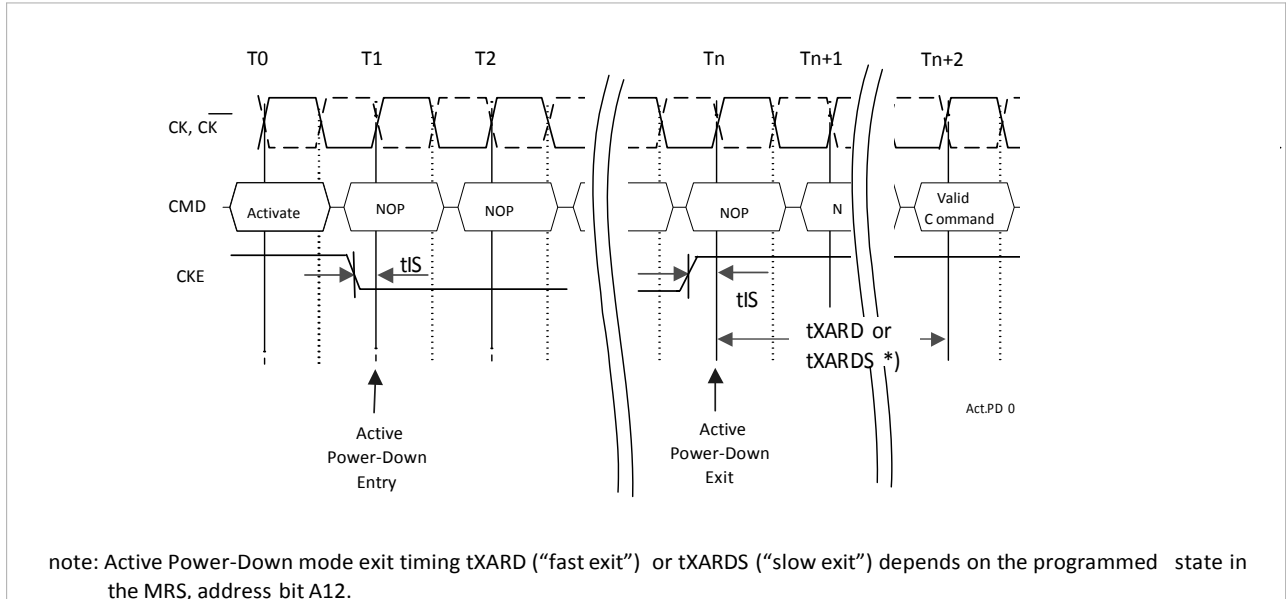 T0 T1 T2 Tn Tn+1 Tn+2
CK, CK
CMD Activate NOP NOP NOP N Valid
C ommand
CKE tIS
tIS
tXARD or
tXARDS *)
Act.PD 0
Active
Power-Down
Entry
Active
Power-Down
Exit
note: Active Power-Down mode exit timing tXARD (“fast exit”) or tXARDS (“slow exit”) depends on the programmed state in
the MRS, address bit A12.